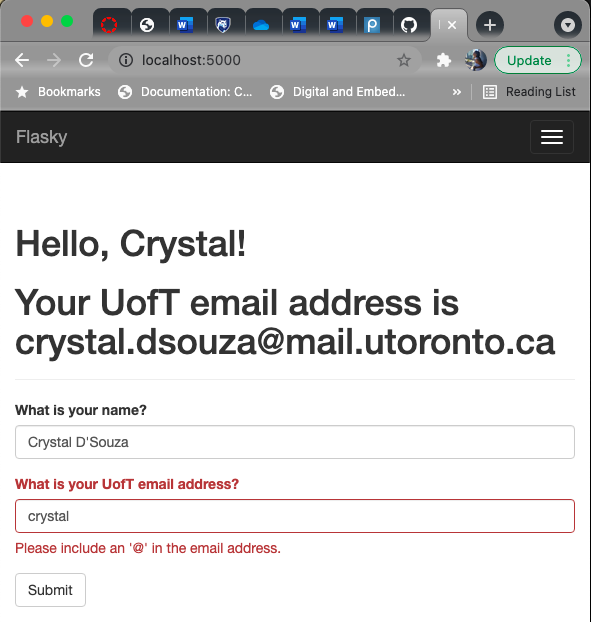 localhost:5000
Update
Bookmarks
Documentation: C...
Digital and Embed...
»
Reading List
Flasky
Hello, Crystal!
Your UofT email address is
crystal.dsouza@mail.utoronto.ca
What is your name?
Crystal D'Souza
What is your UofT email address?
crystal
Please include an '@' in the email address.
Submit